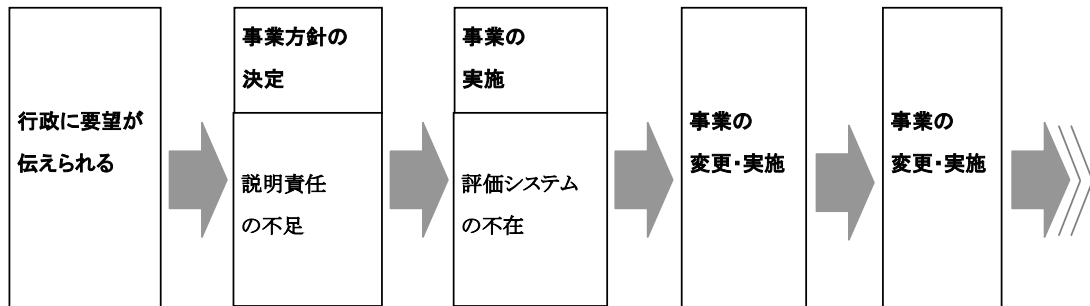 行政に要望が
伝えられる
事業方針の
決定
説明責任
の不足
事業の
実施
評価システム
の不在
事業の
変更・実施
事業の
変更・実施